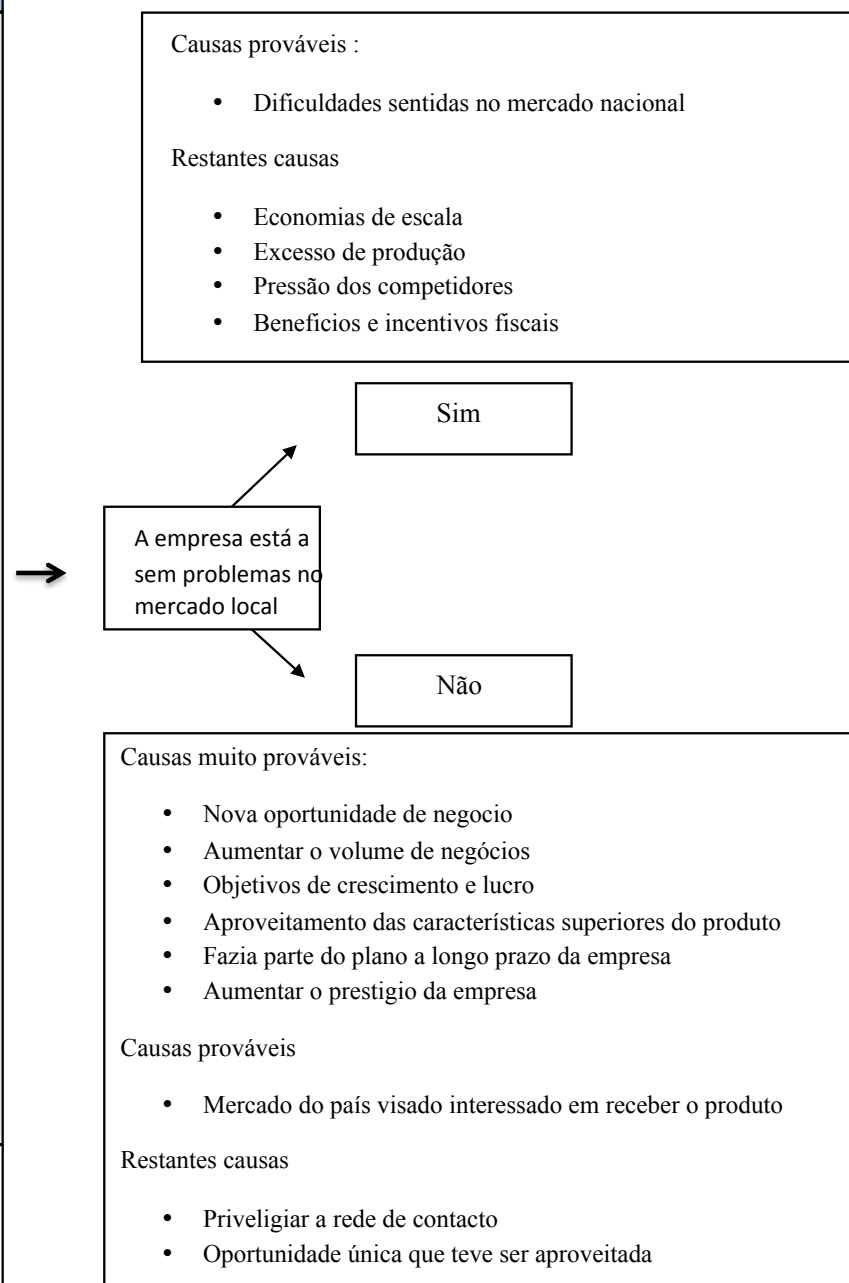 Causas prováveis :
• Dificuldades sentidas no mercado nacional
Restantes causas
• Economias de escala
• Excesso de produção
• Pressão dos competidores
• Beneficios e incentivos fiscais
Sim
A empresa está a
sem problemas no
mercado local
Não
Causas muito prováveis:
• Nova oportunidade de negocio
• Aumentar o volume de negócios
• Objetivos de crescimento e lucro
• Aproveitamento das características superiores do produto
• Fazia parte do plano a longo prazo da empresa
• Aumentar o prestigio da empresa
Causas prováveis
• Mercado do país visado interessado em receber o produto
Restantes causas
• Priveligiar a rede de contacto
• Oportunidade única que teve ser aproveitada